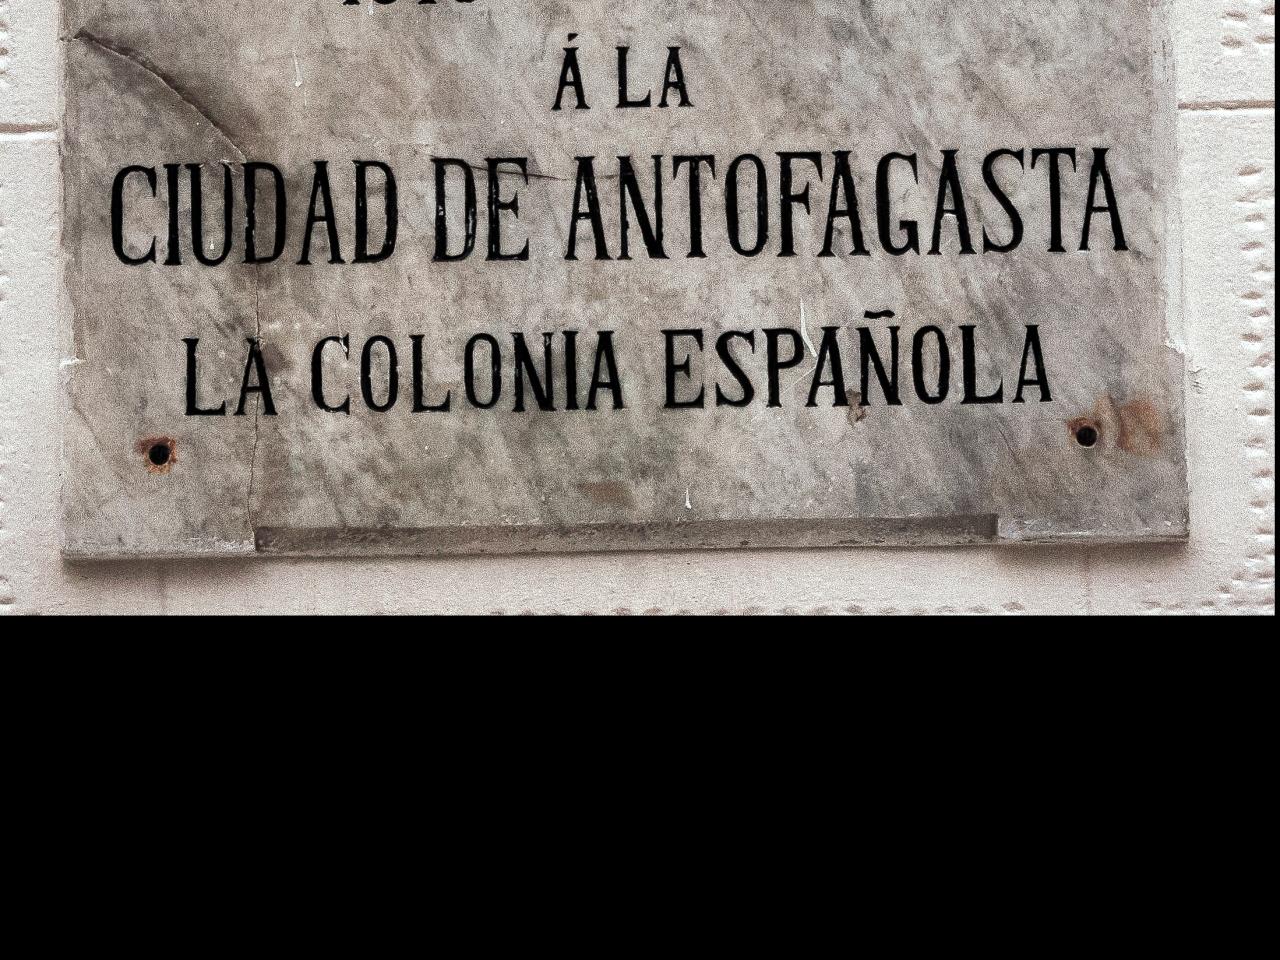 Á LA
CIUDAD DE ANTOFAGASTA
LA COLONIA ESPAÑOLA